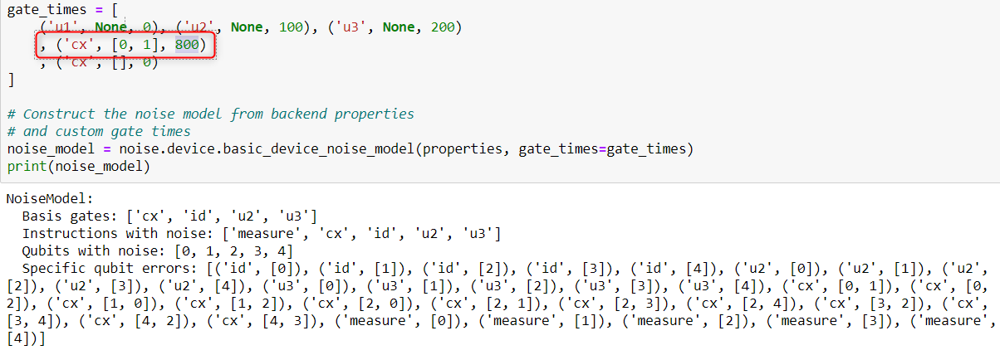 gate_times = [
('u1', None, 0), ('u2', None, 100), ('u3', None, 200)
, ('cx', [0, 1], 800)
, ('cx', [], 0)
]
# Construct the noise model from backend properties
# and custom gate times
noise_model = noise.device.basic_device_noise_model(properties, gate_times=gate_times)
print(noise_model)
NoiseModel:
Basis gates: ['cx', 'id', 'u2', 'u3']
Instructions with noise: ['measure', 'cx', 'id', 'u2', 'u3']
Qubits with noise: [0, 1, 2, 3, 4]
Specific qubit errors: [('id', [0]), ('id', [1]), ('id', [2]), ('id', [3]), ('id', [4]), ('u2', [0]), ('u2', [1]), ('u2',
[2]), ('u2', [3]), ('u2', [4]), ('u3', [0]), ('u3', [1]), ('u3', [2]), ('u3', [3]), ('u3', [4]), ('cx', [0, 1]), ('cx', [0,
2]), ('cx', [1, 0]), ('cx', [1, 2]), ('cx', [2, 0]), ('cx', [2, 1]), ('cx', [2, 3]), ('cx', [2, 4]), ('cx', [3, 2]), ('cx',
[3, 4]), ('cx', [4, 2]), ('cx', [4, 3]), ('measure', [0]), ('measure', [1]), ('measure', [2]), ('measure', [3]), ('measure',
[4])]